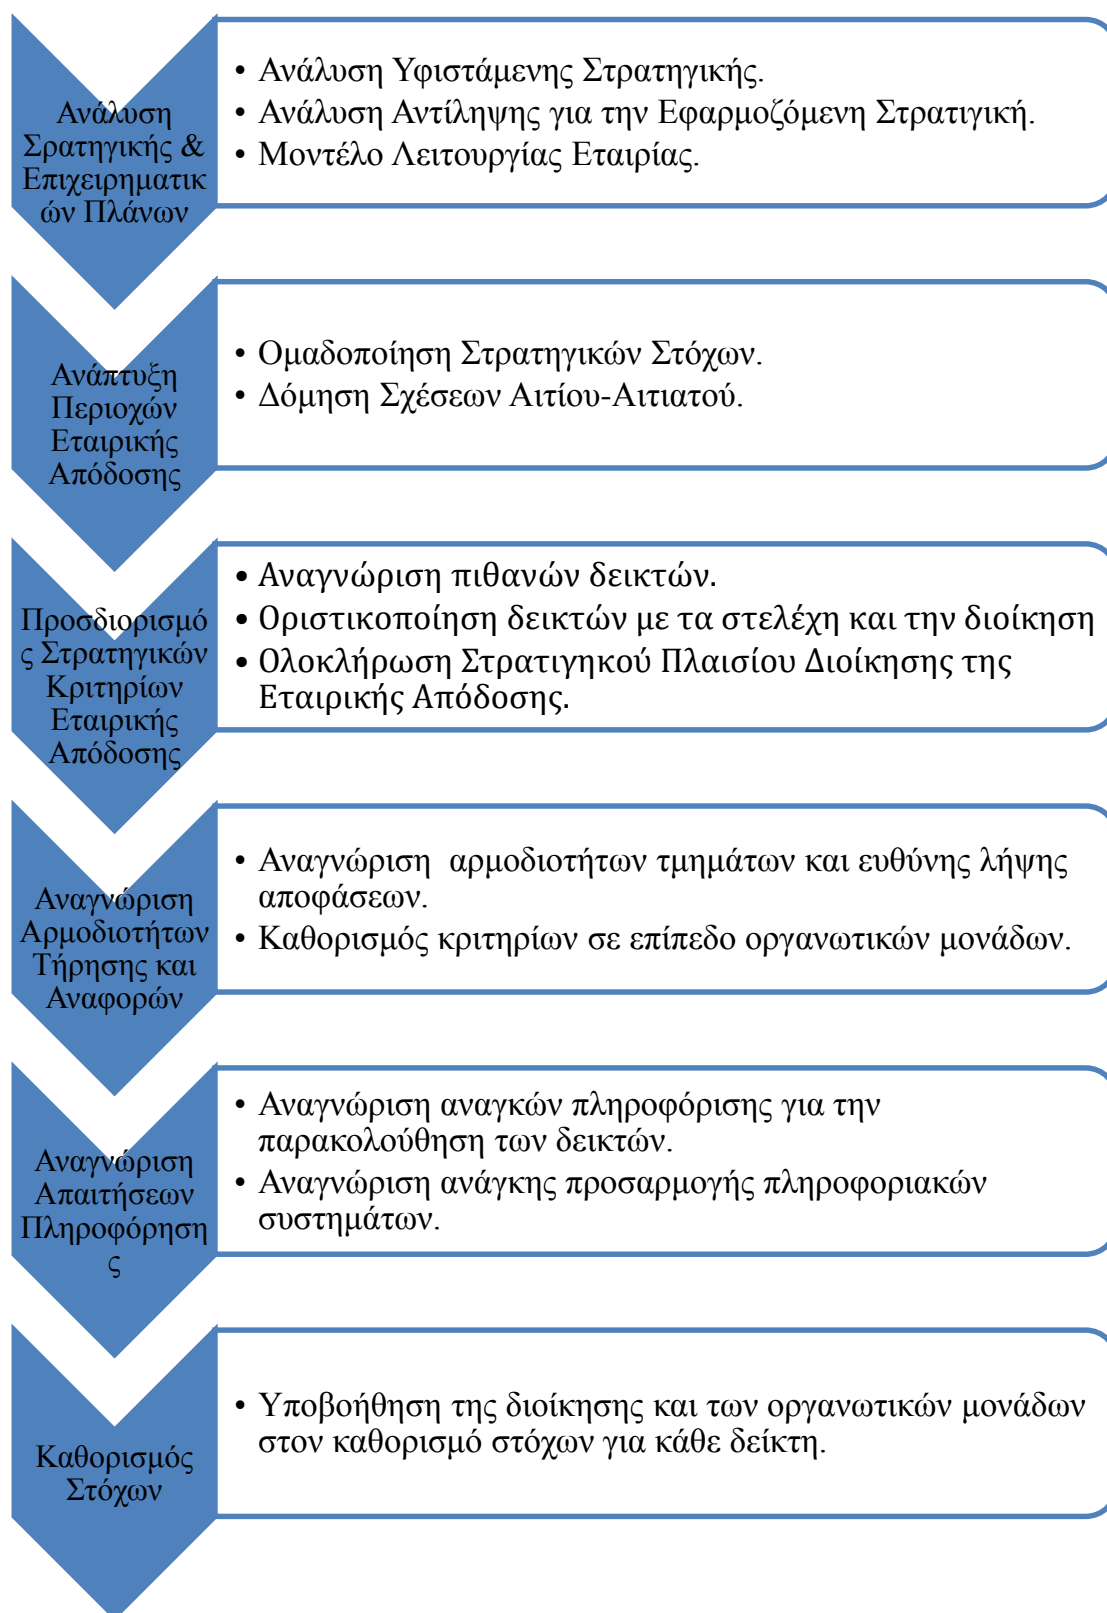 Ανάλυση
Σρατηγικής &
Επιχειρηματικ
ών Πλάνων
• Ανάλυση Υφιστάμενης Στρατηγικής.
• Ανάλυση Αντίληψης για την Εφαρμοζόμενη Στρατιγική.
• Μοντέλο Λειτουργίας Εταιρίας.
Ανάπτυξη
Περιοχών
Εταιρικής
Απόδοσης
• Ομαδοποίηση Στρατηγικών Στόχων.
• Δόμηση Σχέσεων Αιτίου-Αιτιατού.
Προσδιορισμό
ς Στρατηγικών
Κριτηρίων
Εταιρικής
Απόδοσης
• Αναγνώριση πιθανών δεικτών.
• Οριστικοποίηση δεικτών με τα στελέχη και την διοίκηση
• Ολοκλήρωση Στρατιγηκού Πλαισίου Διοίκησης της
Εταιρικής Απόδοσης.
Αναγνώριση
Αρμοδιοτήτων
Τήρησης και
Αναφορών
• Αναγνώριση  αρμοδιοτήτων τμημάτων και ευθύνης λήψης
αποφάσεων.
• Καθορισμός κριτηρίων σε επίπεδο οργανωτικών μονάδων.
Αναγνώριση
Απαιτήσεων
Πληροφόρηση
ς
• Αναγνώριση αναγκών πληροφόρισης για την
παρακολούθηση των δεικτών.
• Αναγνώριση ανάγκης προσαρμογής πληροφοριακών
συστημάτων.
Καθορισμός
Στόχων
• Υποβοήθηση της διοίκησης και των οργανωτικών μονάδων
στον καθορισμό στόχων για κάθε δείκτη.